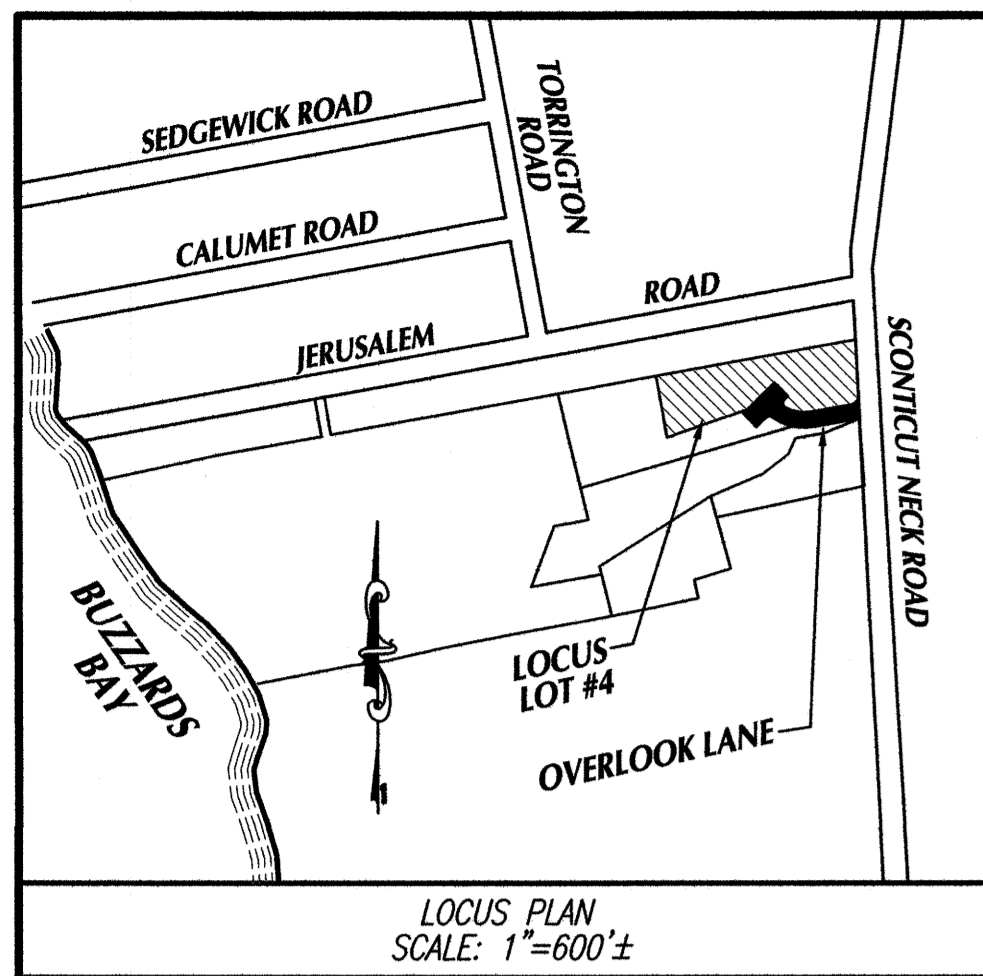 SEDGEWICK ROAD
TORRINGTON
ROAD
CALUMET ROAD
JERUSALEM
ROAD
SCONTICUT NECK ROAD
BUZZARDS
BAY
LOCUS
LOT #4
OVERLOOK LANE
LOCUS PLAN
SCALE: 1"=600'±